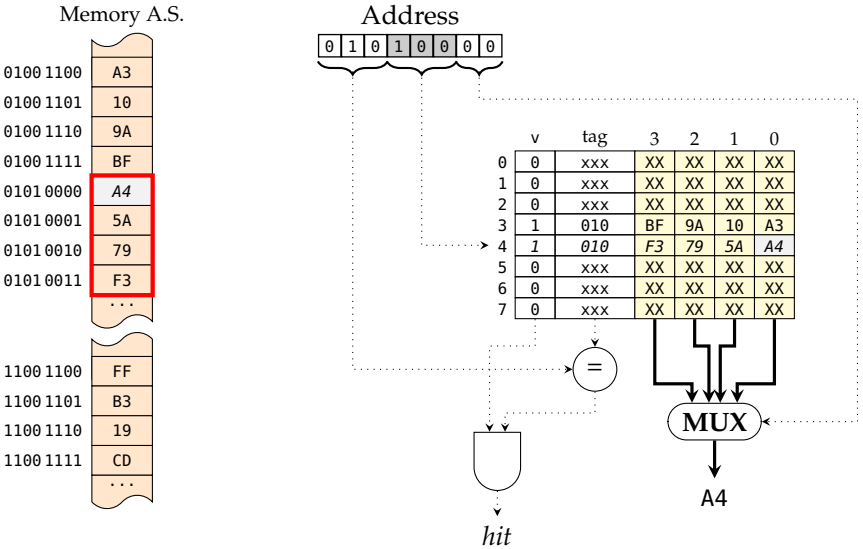 Memory A.S.
0100 1100 A3
0100 1101 10
0100 1110 9A
0100 1111 BF
0101 0000 A4
0101 0001 5A
0101 0010 79
0101 0011 F3
...
1100 1100 FF
1100 1101 B3
1100 1110 19
1100 1111 CD
...
Address
0 1 0 1 0 0 0 0
v tag 3 2 1 0
0 0 xxx XX XX XX XX
1 0 xxx XX XX XX XX
2 0 xxx XX XX XX XX
3 1 010 BF 9A 10 A3
4 1 010 F3 79 5A A4
5 0 xxx XX XX XX XX
6 0 xxx XX XX XX XX
7 0 xxx XX XX XX XX
=
MUX
A4
hit